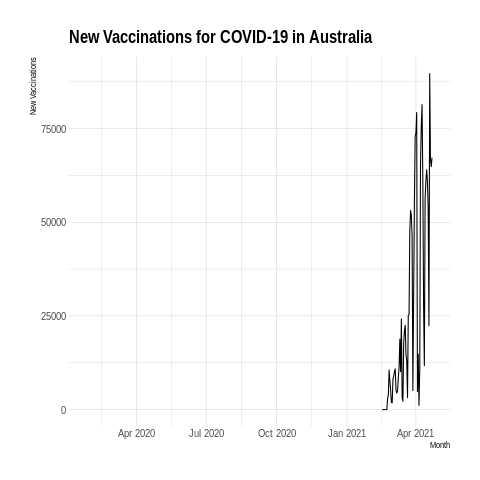 New Vaccinations for COVID-19 in Australia
New Vaccinations
75000
50000
25000
0
Apr 2020 Jul 2020 Oct 2020 Jan 2021 Apr 2021
Month